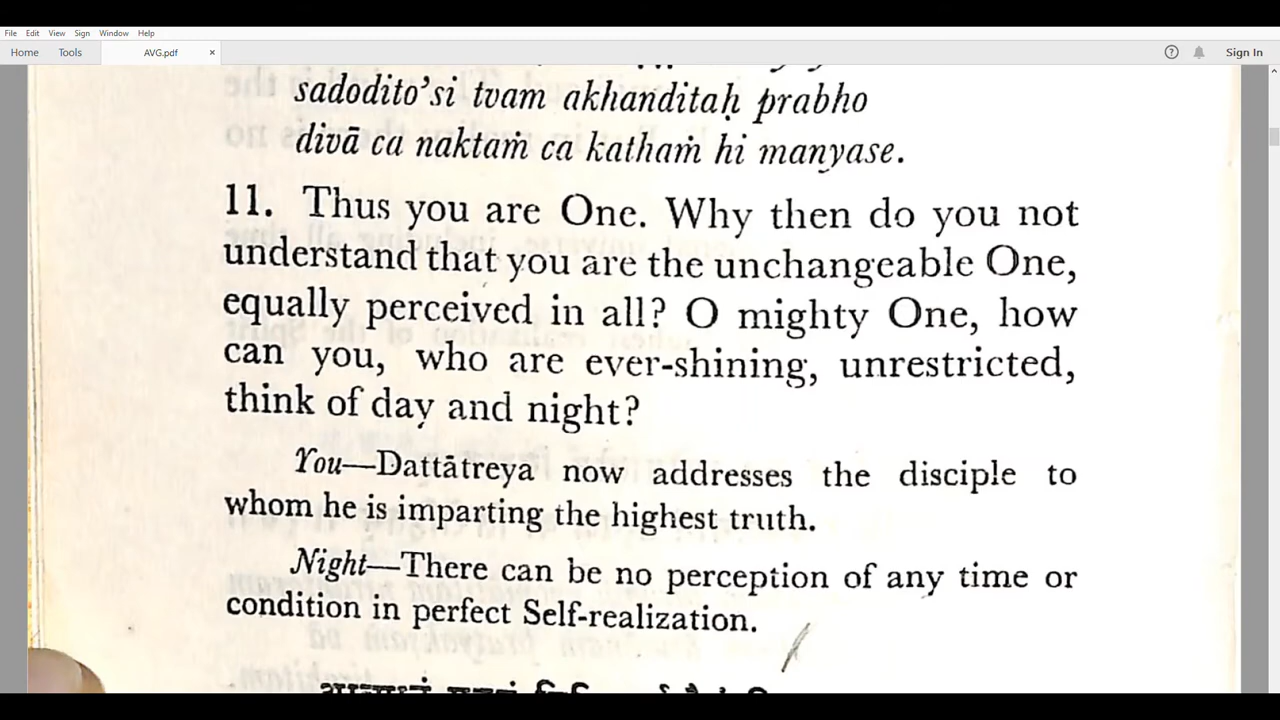 File Edit View Sign Window Help
Home Tools AVG.pdf × ? Sign In
sadodito’si tvam akhanditaḥ prabho
divā ca naktaṁ ca kathaṁ hi manyase.
11. Thus you are One. Why then do you not
understand that you are the unchangeable One,
equally perceived in all? O mighty One, how
can you, who are ever-shining, unrestricted,
think of day and night?
You—Dattātreya now addresses the disciple to
whom he is imparting the highest truth.
Night—There can be no perception of any time or
condition in perfect Self-realization.